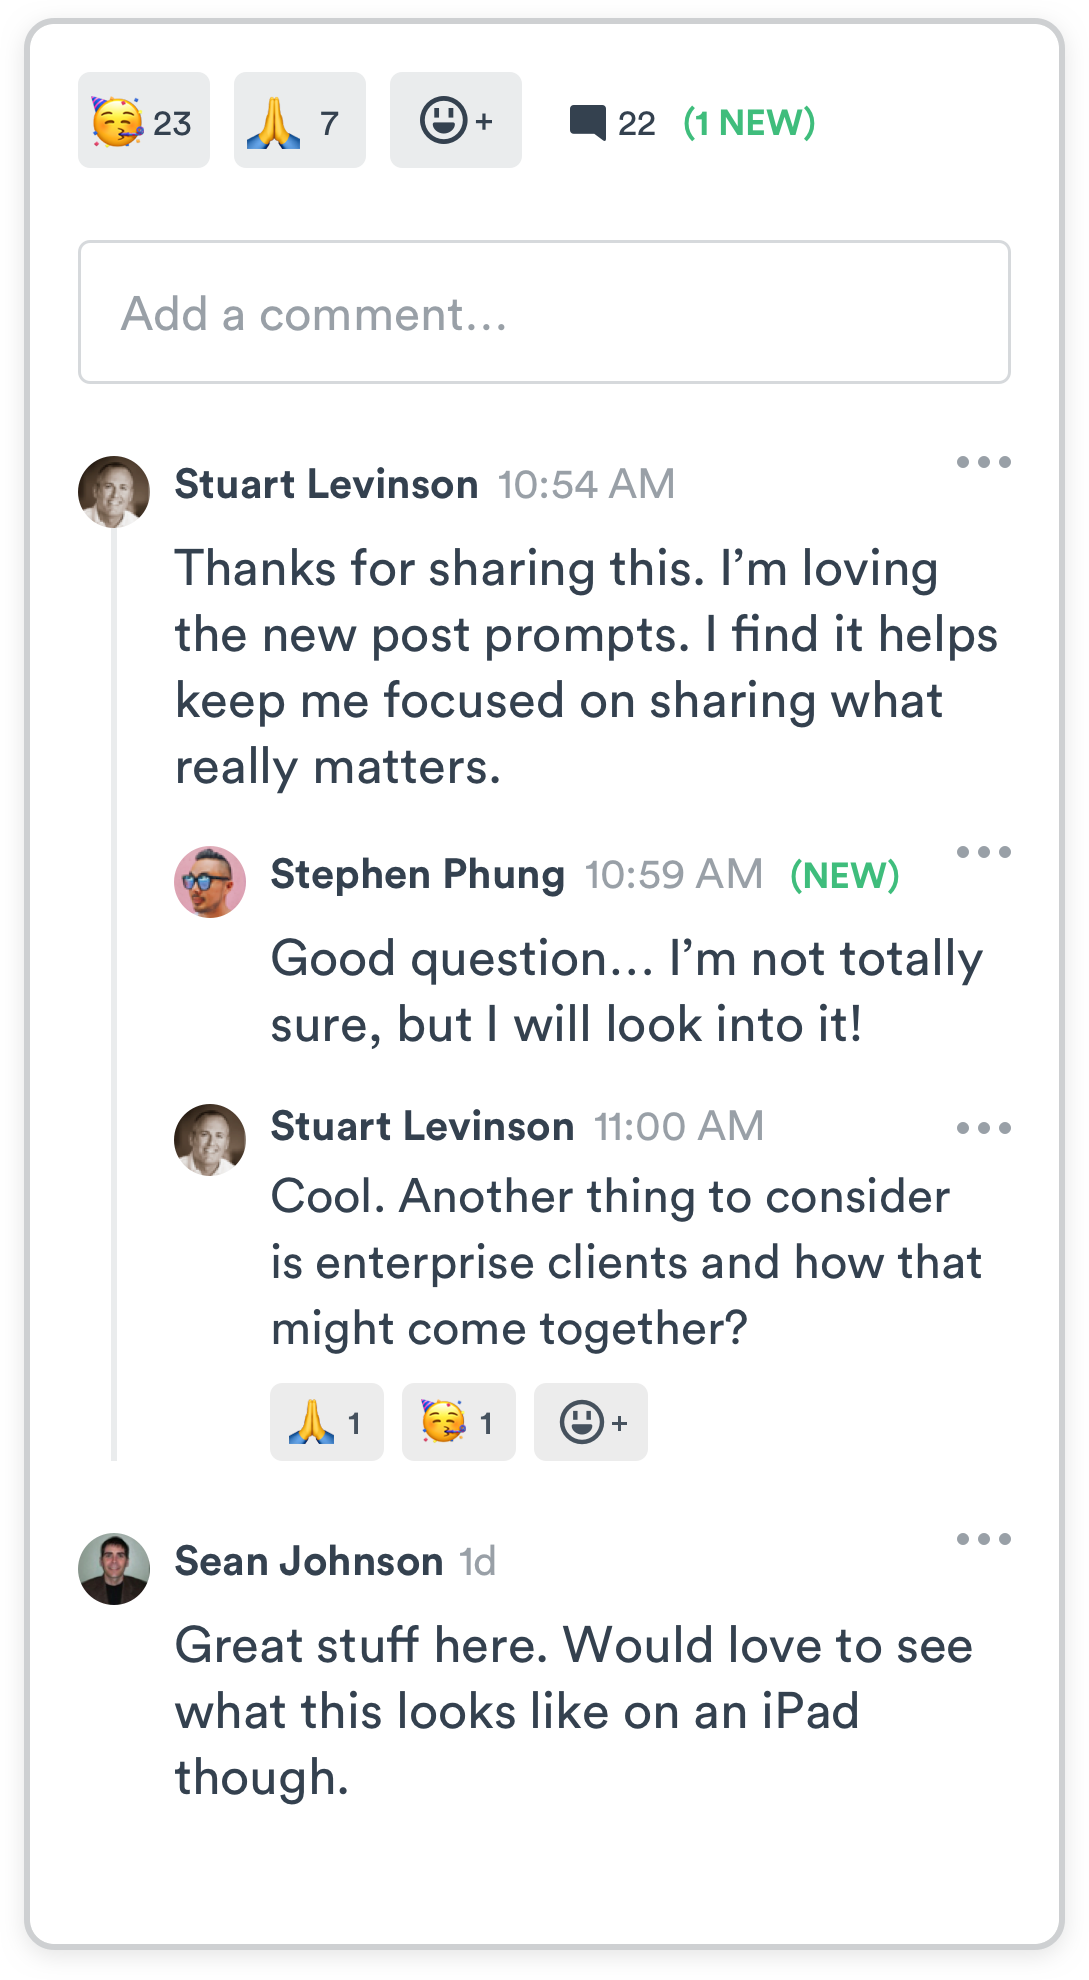 🥳 23 🙏 7 + 22 (1 NEW)
Add a comment...
Stuart Levinson 10:54 AM
Thanks for sharing this. I’m loving
the new post prompts. I find it helps
keep me focused on sharing what
really matters.
Stephen Phung 10:59 AM (NEW)
Good question... I’m not totally
sure, but I will look into it!
Stuart Levinson 11:00 AM
Cool. Another thing to consider
is enterprise clients and how that
might come together?
🙏 1 🥳 1 +
Sean Johnson 1d
Great stuff here. Would love to see
what this looks like on an iPad
though.